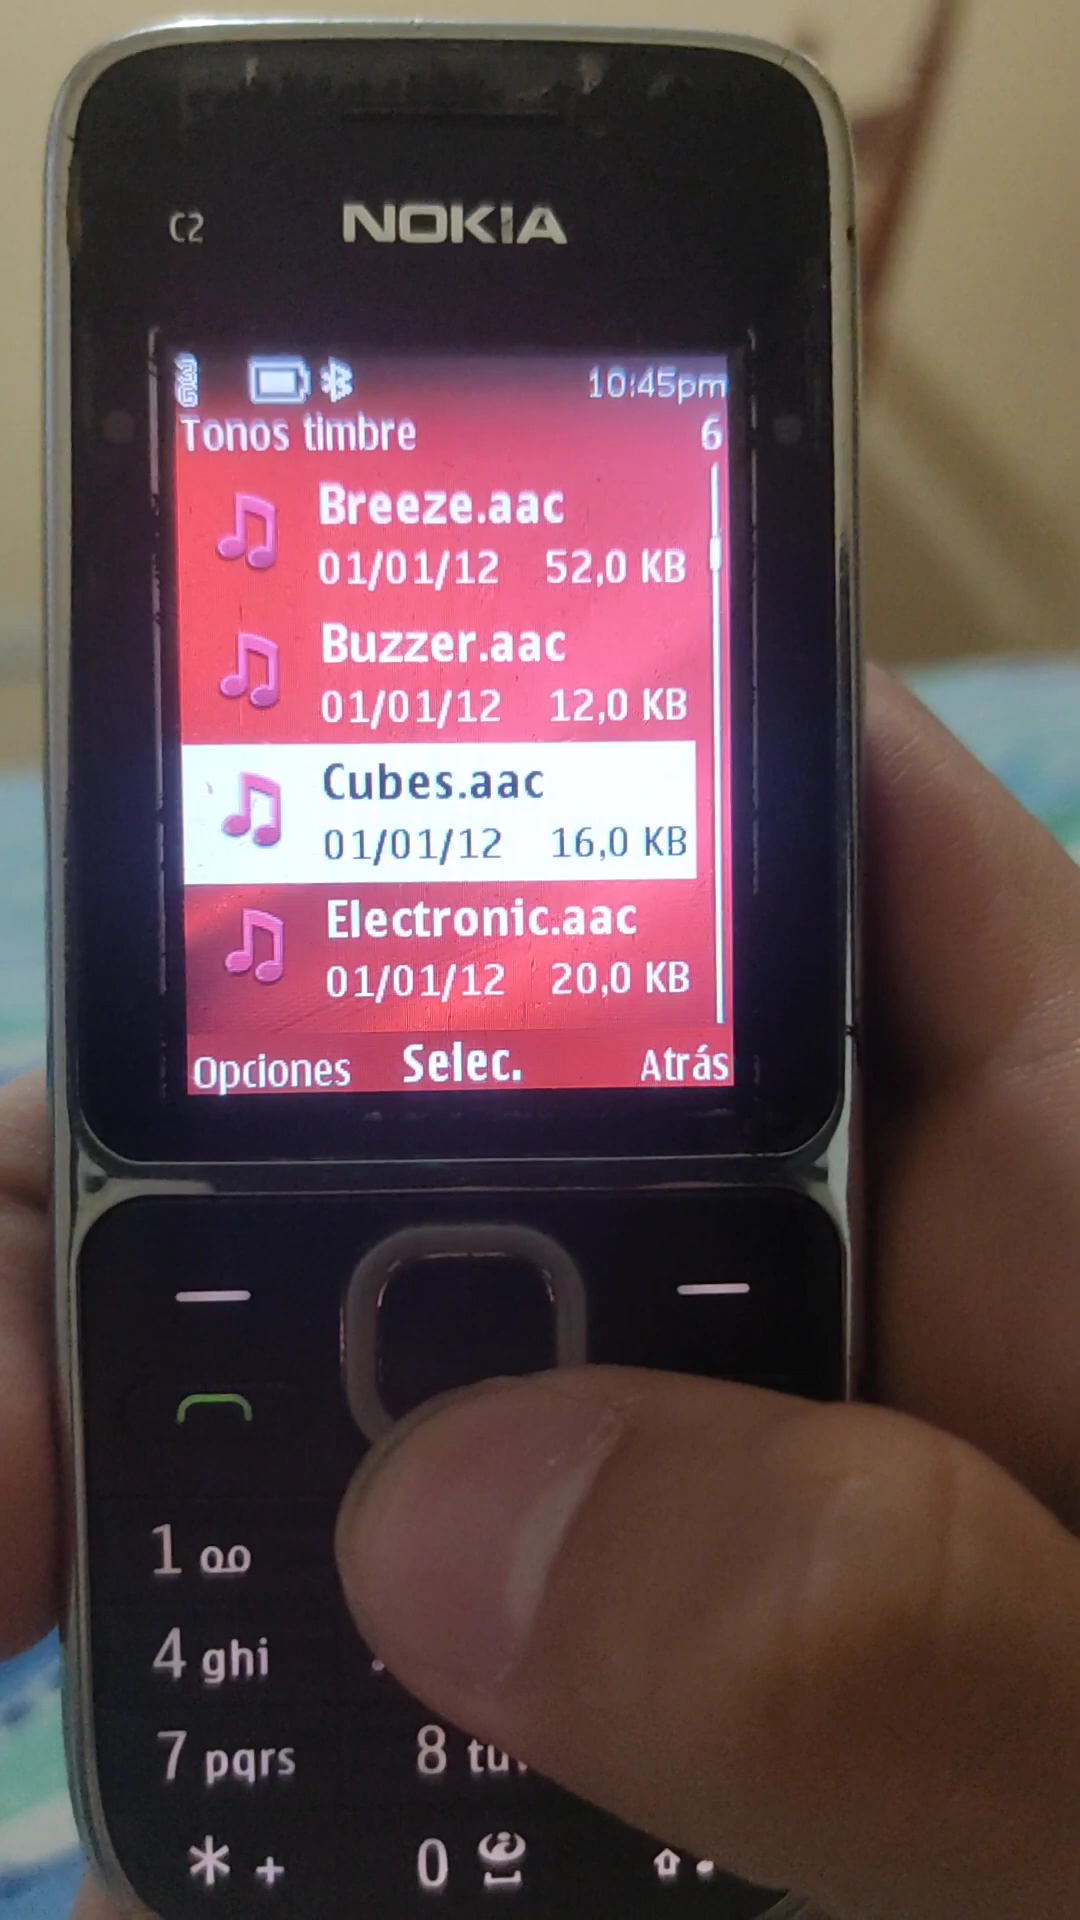 C2 NOKIA
3G 10:45pm
Tonos timbre 6
Breeze.aac
01/01/12 52,0 KB
Buzzer.aac
01/01/12 12,0 KB
Cubes.aac
01/01/12 16,0 KB
Electronic.aac
01/01/12 20,0 KB
Opciones Selec. Atrás
1
4 ghi
7 pqrs 8 tu
* + 0